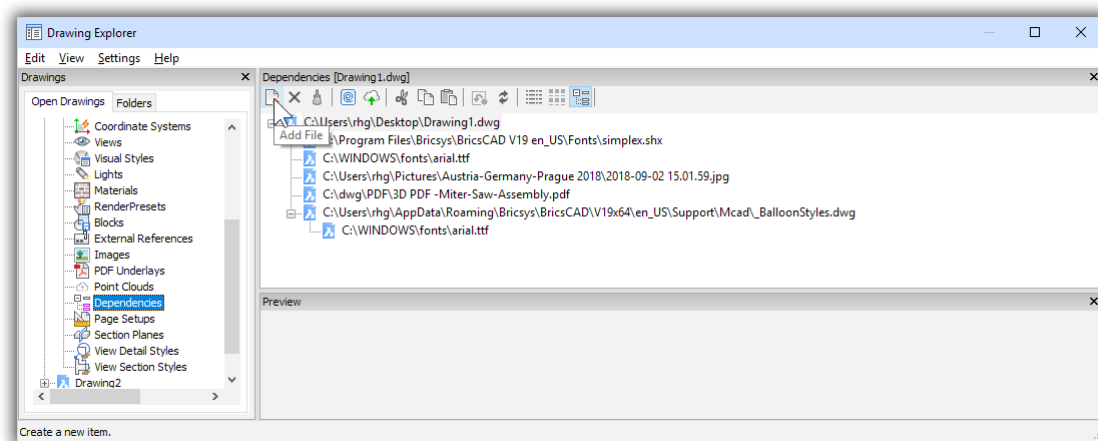 Drawing Explorer
Edit View Settings Help
Drawings
Open Drawings Folders
Coordinate Systems
Views
Visual Styles
Lights
Materials
RenderPresets
Blocks
External References
Images
PDF Underlays
Point Clouds
Dependencies
Page Setups
Section Planes
View Detail Styles
View Section Styles
Drawing2
Dependencies [Drawing1.dwg]
C:\Users\rhg\Desktop\Drawing1.dwg
Add File
\Program Files\Bricsys\BricsCAD V19 en_US\Fonts\simplex.shx
C:\WINDOWS\fonts\arial.ttf
C:\Users\rhg\Pictures\Austria-Germany-Prague 2018\2018-09-02 15.01.59.jpg
C:\dwg\PDF\3D PDF -Miter-Saw-Assembly.pdf
C:\Users\rhg\AppData\Roaming\Bricsys\BricsCAD\V19x64\en_US\Support\Mcad\_BalloonStyles.dwg
C:\WINDOWS\fonts\arial.ttf
Preview
Create a new item.